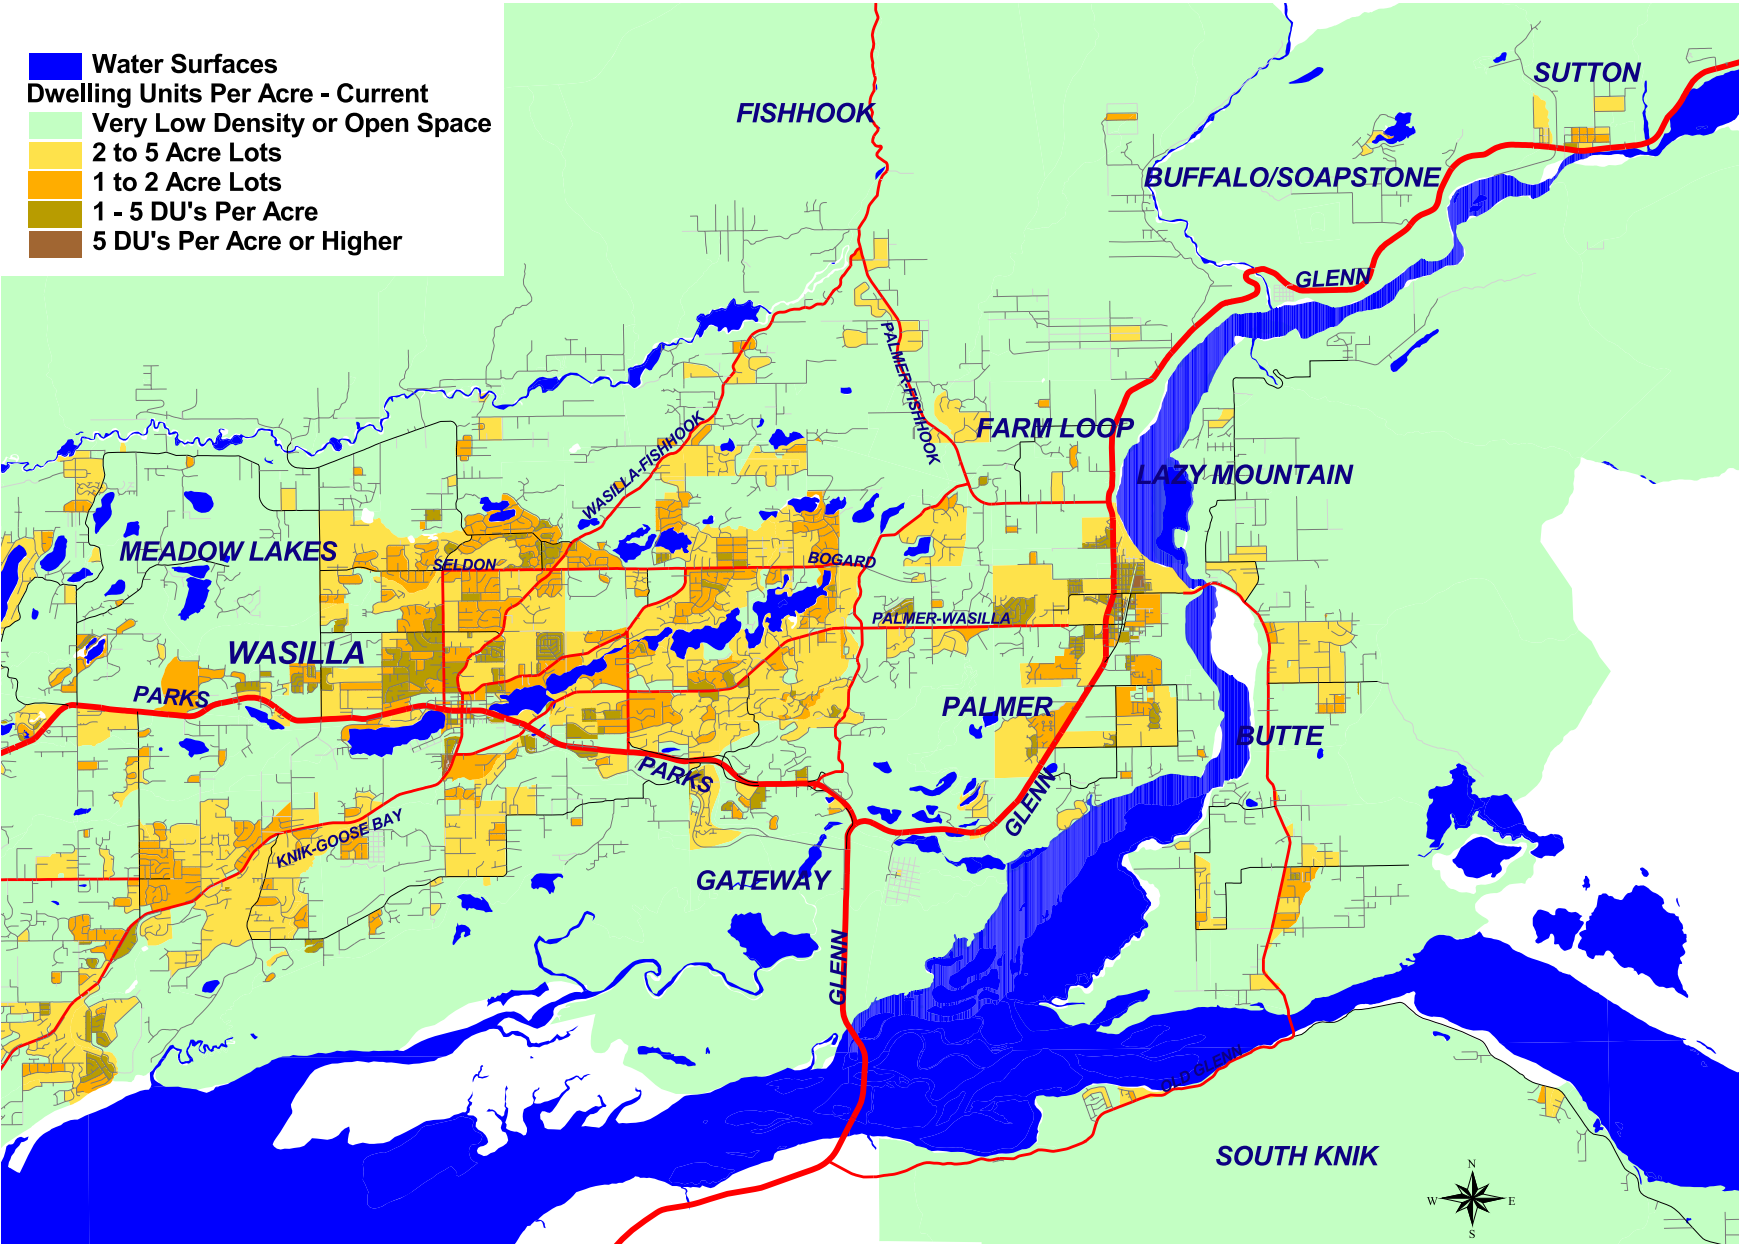 Water Surfaces
Dwelling Units Per Acre - Current
Very Low Density or Open Space
2 to 5 Acre Lots
1 to 2 Acre Lots
1 - 5 DU's Per Acre
5 DU's Per Acre or Higher
SUTTON
FISHHOOK
BUFFALO/SOAPSTONE
GLENN
PALMER-FISHHOOK
WASILLA-FISHHOOK
FARM LOOP
LAZY MOUNTAIN
MEADOW LAKES
SELDON
BOGARD
PALMER-WASILLA
WASILLA
PARKS
PALMER
BUTTE
PARKS
GLENN
KNIK-GOOSE BAY
GATEWAY
GLENN
OLD GLENN
SOUTH KNIK
N
W E
S